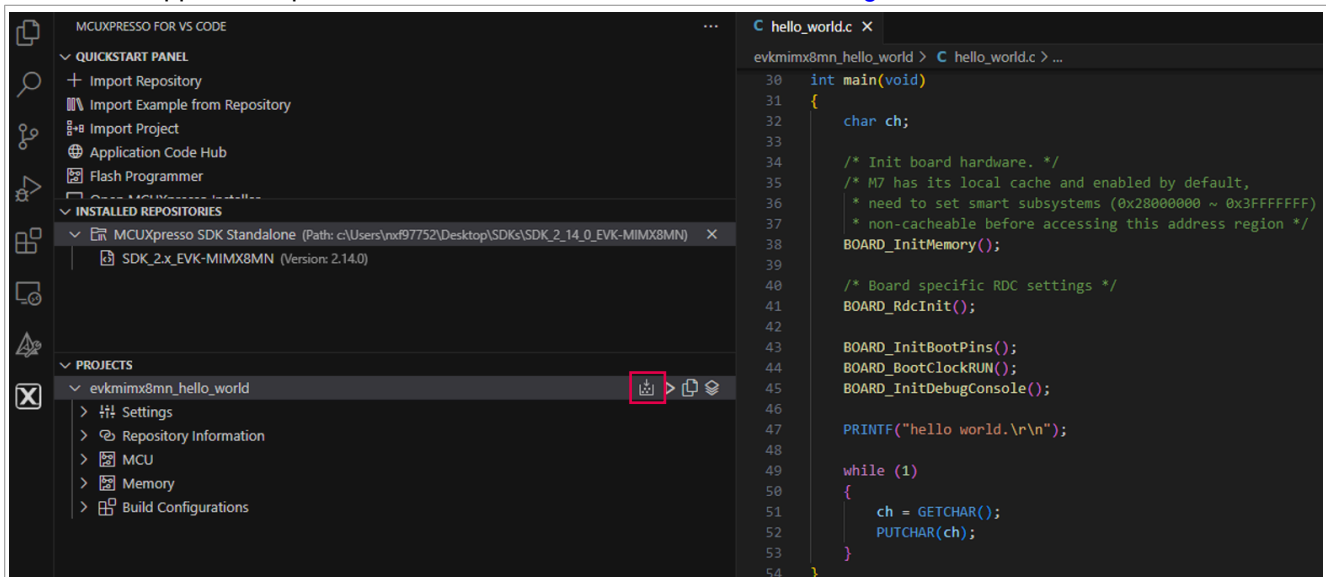 MCUXPRESSO FOR VS CODE
QUICKSTART PANEL
Import Repository
Import Example from Repository
Import Project
Application Code Hub
Flash Programmer
INSTALLED REPOSITORIES
MCUXpresso SDK Standalone (Path: c:\Users\nxf97752\Desktop\SDKs\SDK_2_14_0_EVK-MIMX8MN)
SDK_2.x_EVK-MIMX8MN (Version: 2.14.0)
PROJECTS
evkmimx8mn_hello_world
Settings
Repository Information
MCU
Memory
Build Configurations
C hello_world.c
evkmimx8mn_hello_world > C hello_world.c > ...
30 int main(void)
31 {
32 char ch;
33
34 /* Init board hardware. */
35 /* M7 has its local cache and enabled by default,
36 * need to set smart subsystems (0x28000000 ~ 0x3FFFFFFF)
37 * non-cacheable before accessing this address region */
38 BOARD_InitMemory();
39
40 /* Board specific RDC settings */
41 BOARD_RdcInit();
42
43 BOARD_InitBootPins();
44 BOARD_BootClockRUN();
45 BOARD_InitDebugConsole();
46
47 PRINTF("hello world.\r\n");
48
49 while (1)
50 {
51 ch = GETCHAR();
52 PUTCHAR(ch);
53 }
54 }